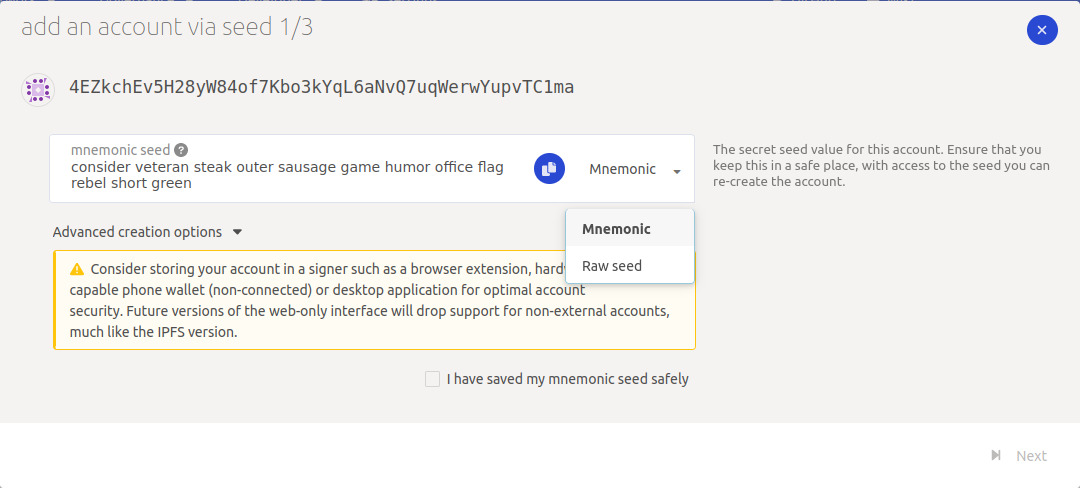 add an account via seed 1/3
4EZkchEv5H28yW84of7Kbo3kYqL6aNvQ7uqWerwYupvTC1ma
mnemonic seed
consider veteran steak outer sausage game humor office flag
rebel short green
Mnemonic
The secret seed value for this account. Ensure that you
keep this in a safe place, with access to the seed you can
re-create the account.
Mnemonic
Raw seed
Advanced creation options
Consider storing your account in a signer such as a browser extension,
capable phone wallet (non-connected) or desktop application for optimal account
security. Future versions of the web-only interface will drop support for non-external accounts,
much like the IPFS version.
I have saved my mnemonic seed safely
Next